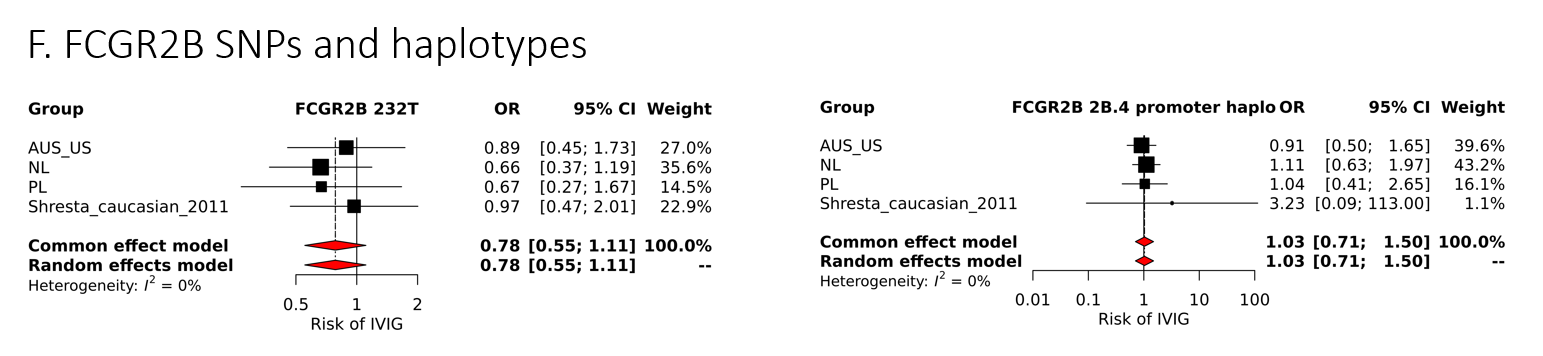 F. FCGR2B SNPs and haplotypes
Group FCGR2B 232T OR 95% CI Weight
AUS_US 0.89 [0.45; 1.73] 27.0%
NL 0.66 [0.37; 1.19] 35.6%
PL 0.67 [0.27; 1.67] 14.5%
Shresta_caucasian_2011 0.97 [0.47; 2.01] 22.9%
Common effect model 0.78 [0.55; 1.11] 100.0%
Random effects model 0.78 [0.55; 1.11] --
Heterogeneity: I² = 0%
0.5 1 2
Risk of IVIG
Group FCGR2B 2B.4 promoter haplo OR 95% CI Weight
AUS_US 0.91 [0.50; 1.65] 39.6%
NL 1.11 [0.63; 1.97] 43.2%
PL 1.04 [0.41; 2.65] 16.1%
Shresta_caucasian_2011 3.23 [0.09; 113.00] 1.1%
Common effect model 1.03 [0.71; 1.50] 100.0%
Random effects model 1.03 [0.71; 1.50] --
Heterogeneity: I² = 0%
0.01 0.1 1 10 100
Risk of IVIG